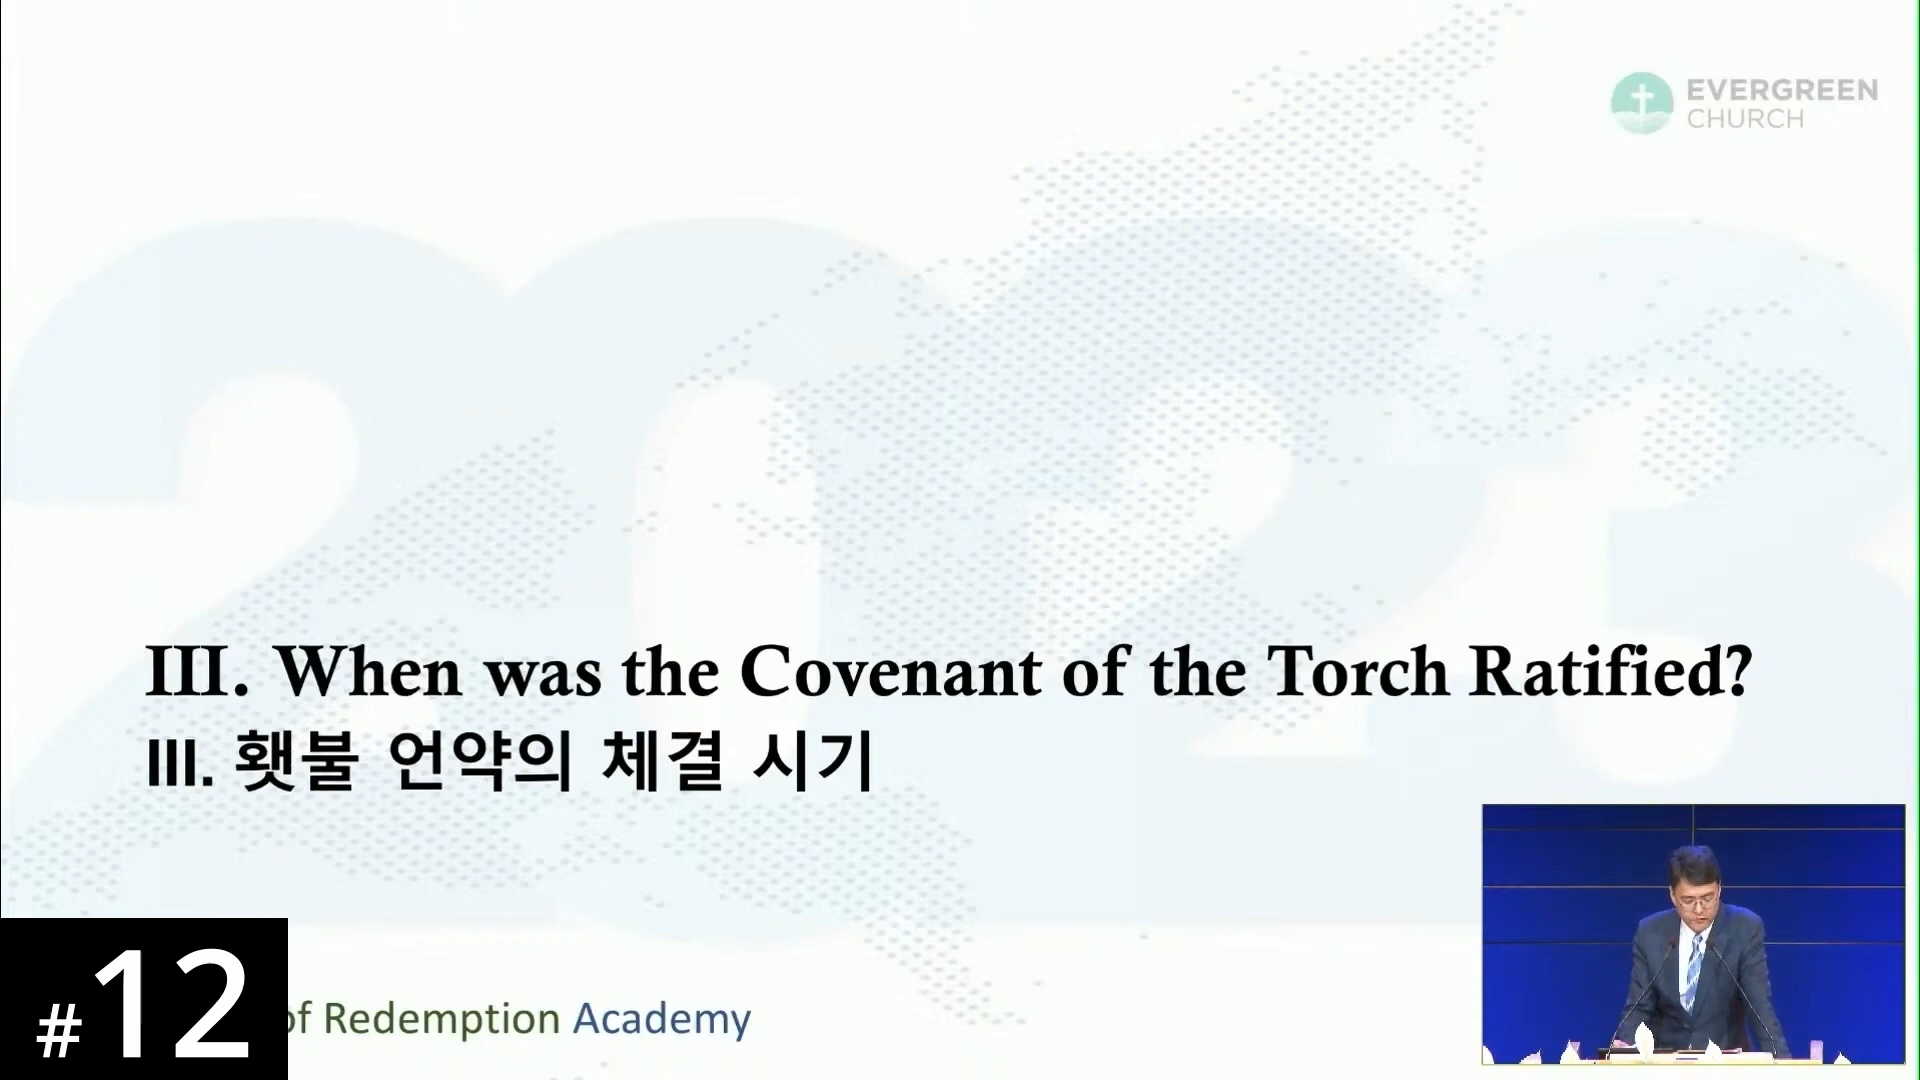 EVERGREEN
CHURCH
2023
III. When was the Covenant of the Torch Ratified?
III. 횃불 언약의 체결 시기
#12
of Redemption Academy